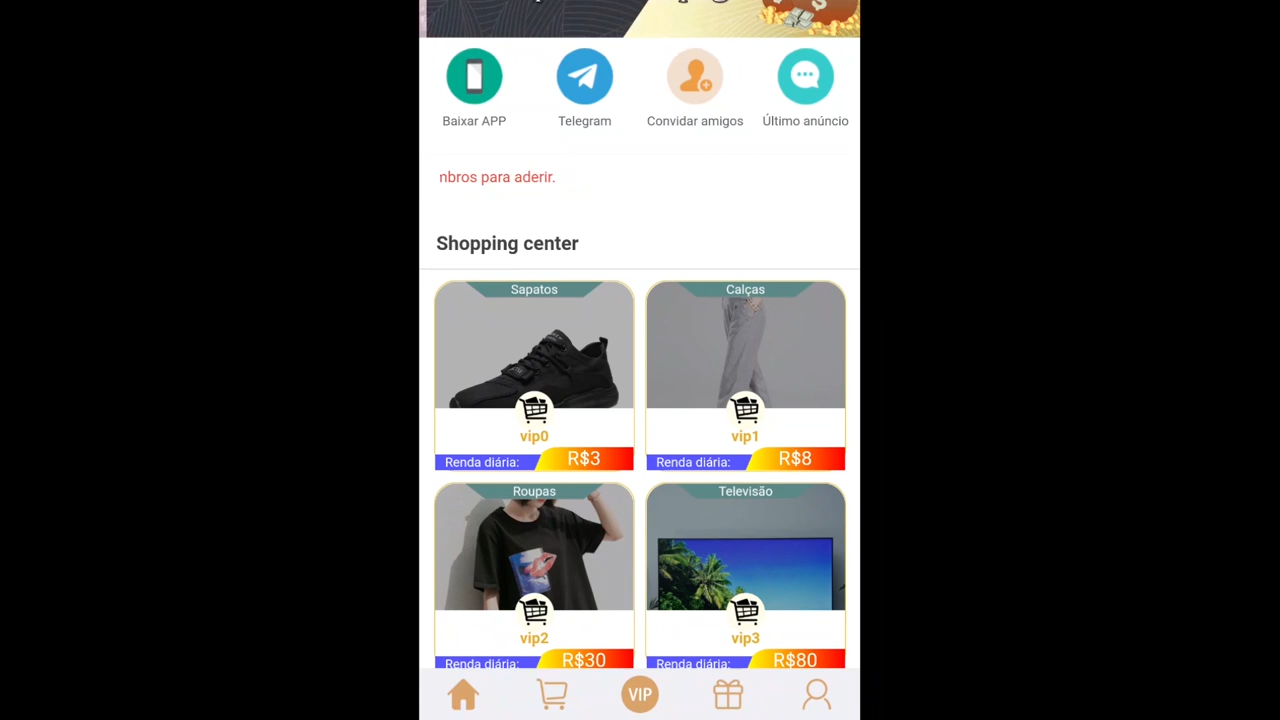 Baixar APP
Telegram
Convidar amigos
Último anúncio
nbros para aderir.
Shopping center
Sapatos
Calças
vip0
vip1
Renda diária: R$3
Renda diária: R$8
Roupas
Televisão
vip2
vip3
Renda diária: R$30
Renda diária: R$80
VIP